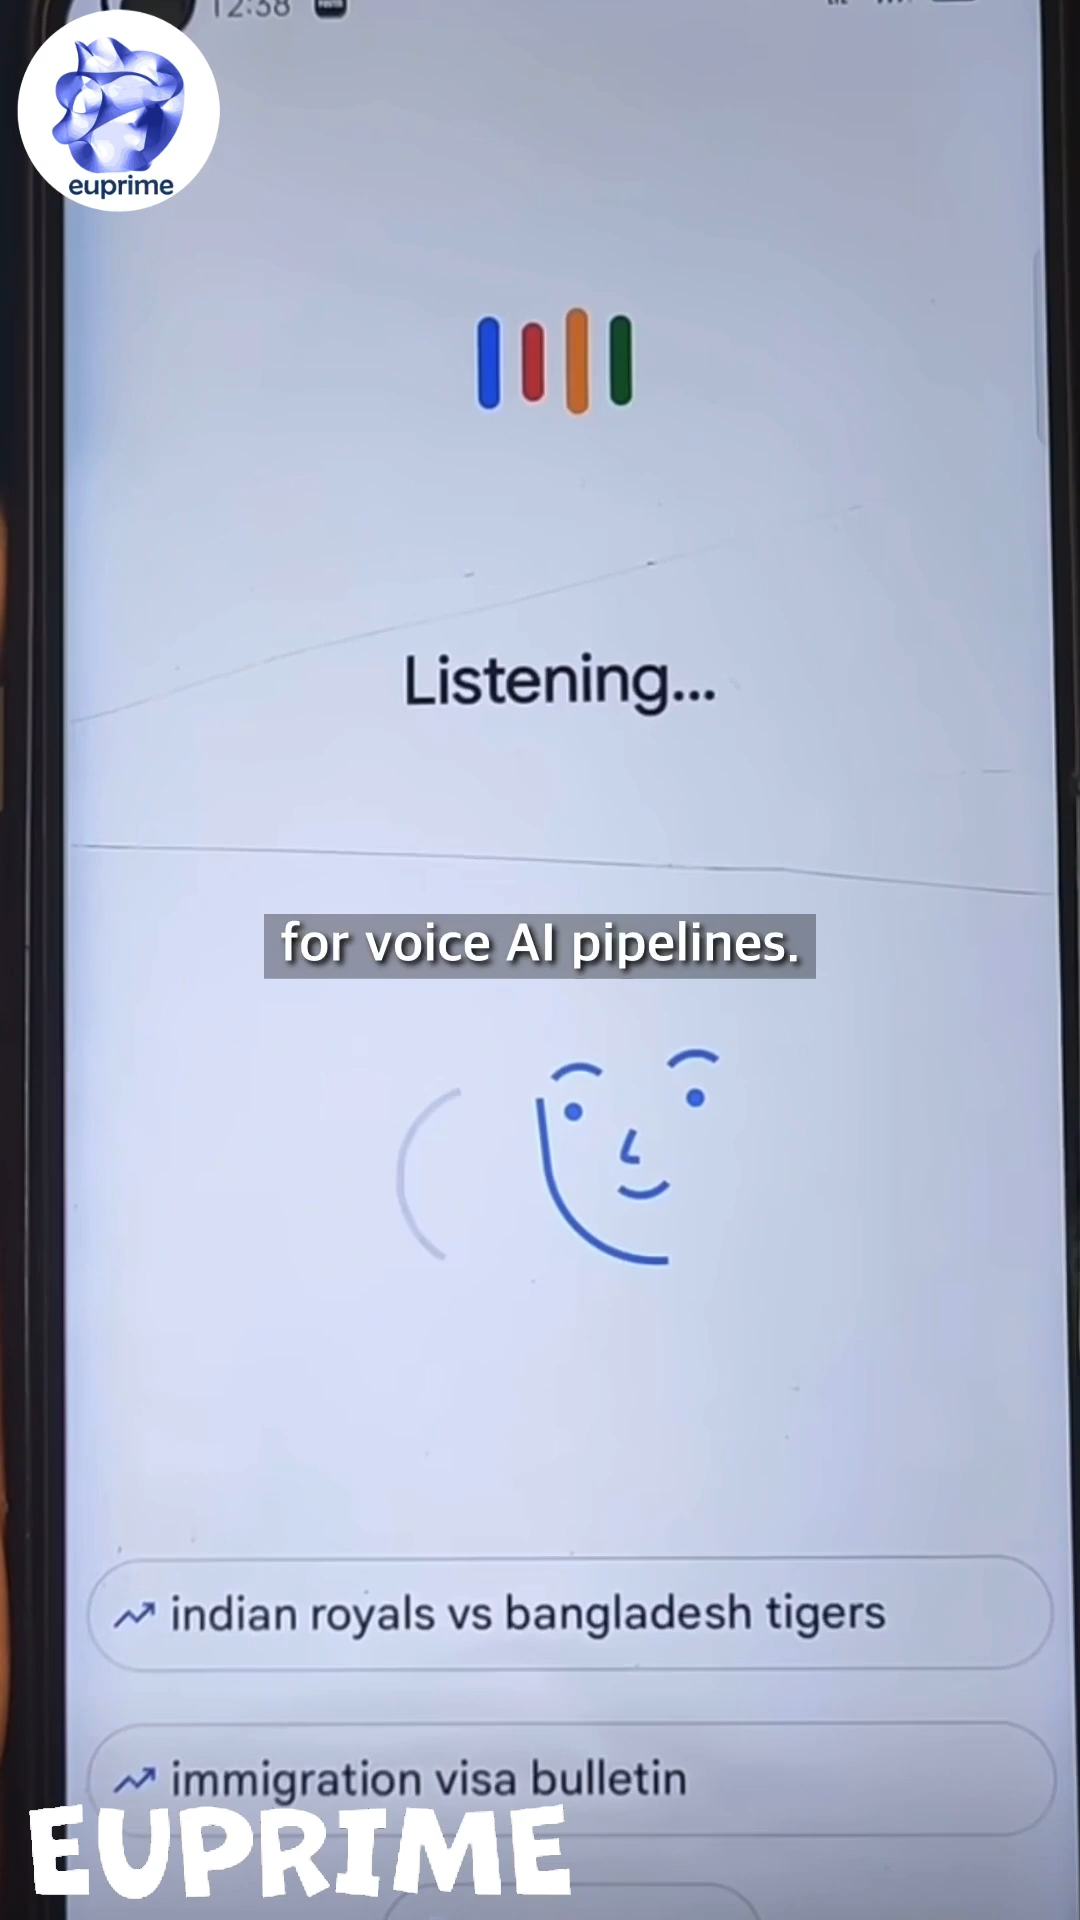 12:38
euprime
Listening...
for voice AI pipelines.
indian royals vs bangladesh tigers
immigration visa bulletin
EUPRIME